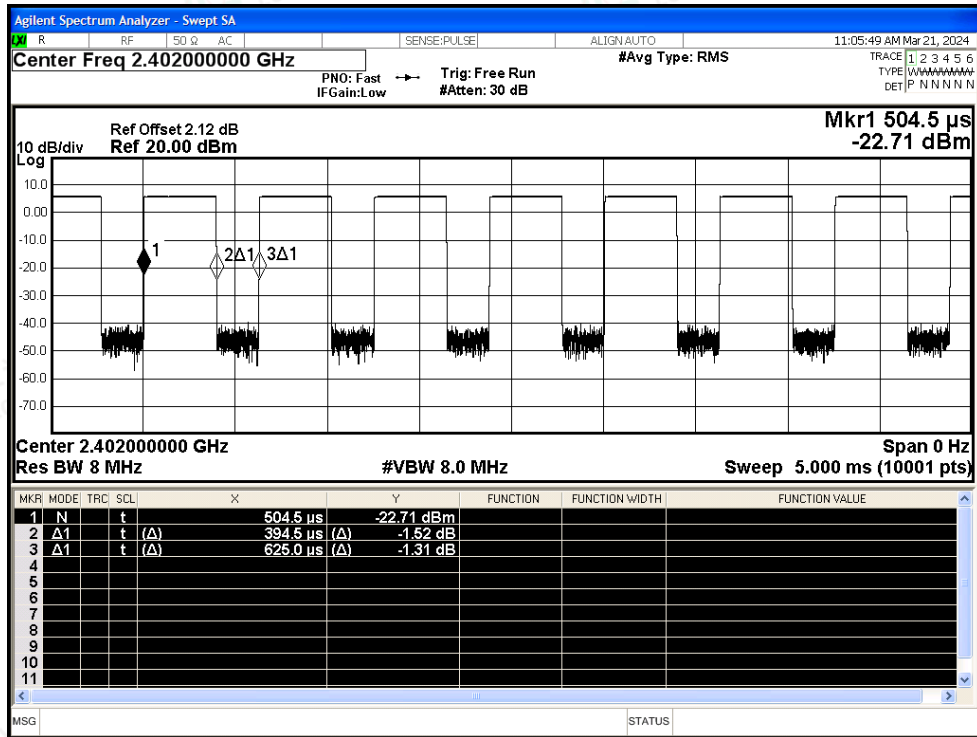 Agilent Spectrum Analyzer - Swept SA
LXI R RF 50 Ω AC SENSE:PULSE ALIGN AUTO 11:05:49 AM Mar 21, 2024
Center Freq 2.402000000 GHz
PNO: Fast
IFGain:Low
Trig: Free Run
#Atten: 30 dB
#Avg Type: RMS
TRACE 1 2 3 4 5 6
TYPE WWWWWW
DET P N N N N N
Mkr1 504.5 µs
-22.71 dBm
Ref Offset 2.12 dB
10 dB/div Ref 20.00 dBm
Log
10.0
0.00
-10.0
-20.0
-30.0
-40.0
-50.0
-60.0
-70.0
1
2Δ1
3Δ1
Center 2.402000000 GHz Span 0 Hz
Res BW 8 MHz #VBW 8.0 MHz Sweep 5.000 ms (10001 pts)
MKR MODE TRC SCL X Y FUNCTION FUNCTION WIDTH FUNCTION VALUE
1 N t 504.5 µs -22.71 dBm
2 Δ1 t (Δ) 394.5 µs (Δ) -1.52 dB
3 Δ1 t (Δ) 625.0 µs (Δ) -1.31 dB
4
5
6
7
8
9
10
11
MSG STATUS